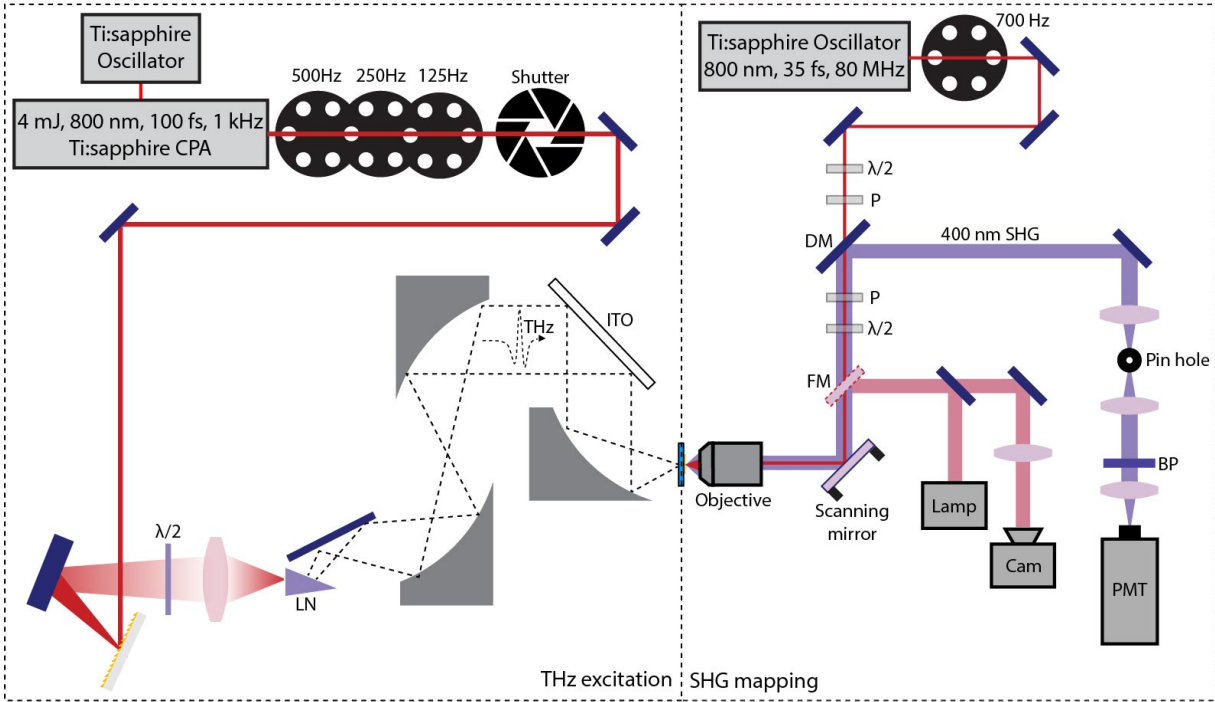 Ti:sapphire
Oscillator
4 mJ, 800 nm, 100 fs, 1 kHz
Ti:sapphire CPA
500Hz
250Hz
125Hz
Shutter
Ti:sapphire Oscillator
800 nm, 35 fs, 80 MHz
700 Hz
λ/2
P
DM
400 nm SHG
P
λ/2
FM
Pin hole
BP
PMT
THz
ITO
Objective
Scanning
mirror
Lamp
Cam
λ/2
LN
THz excitation
SHG mapping